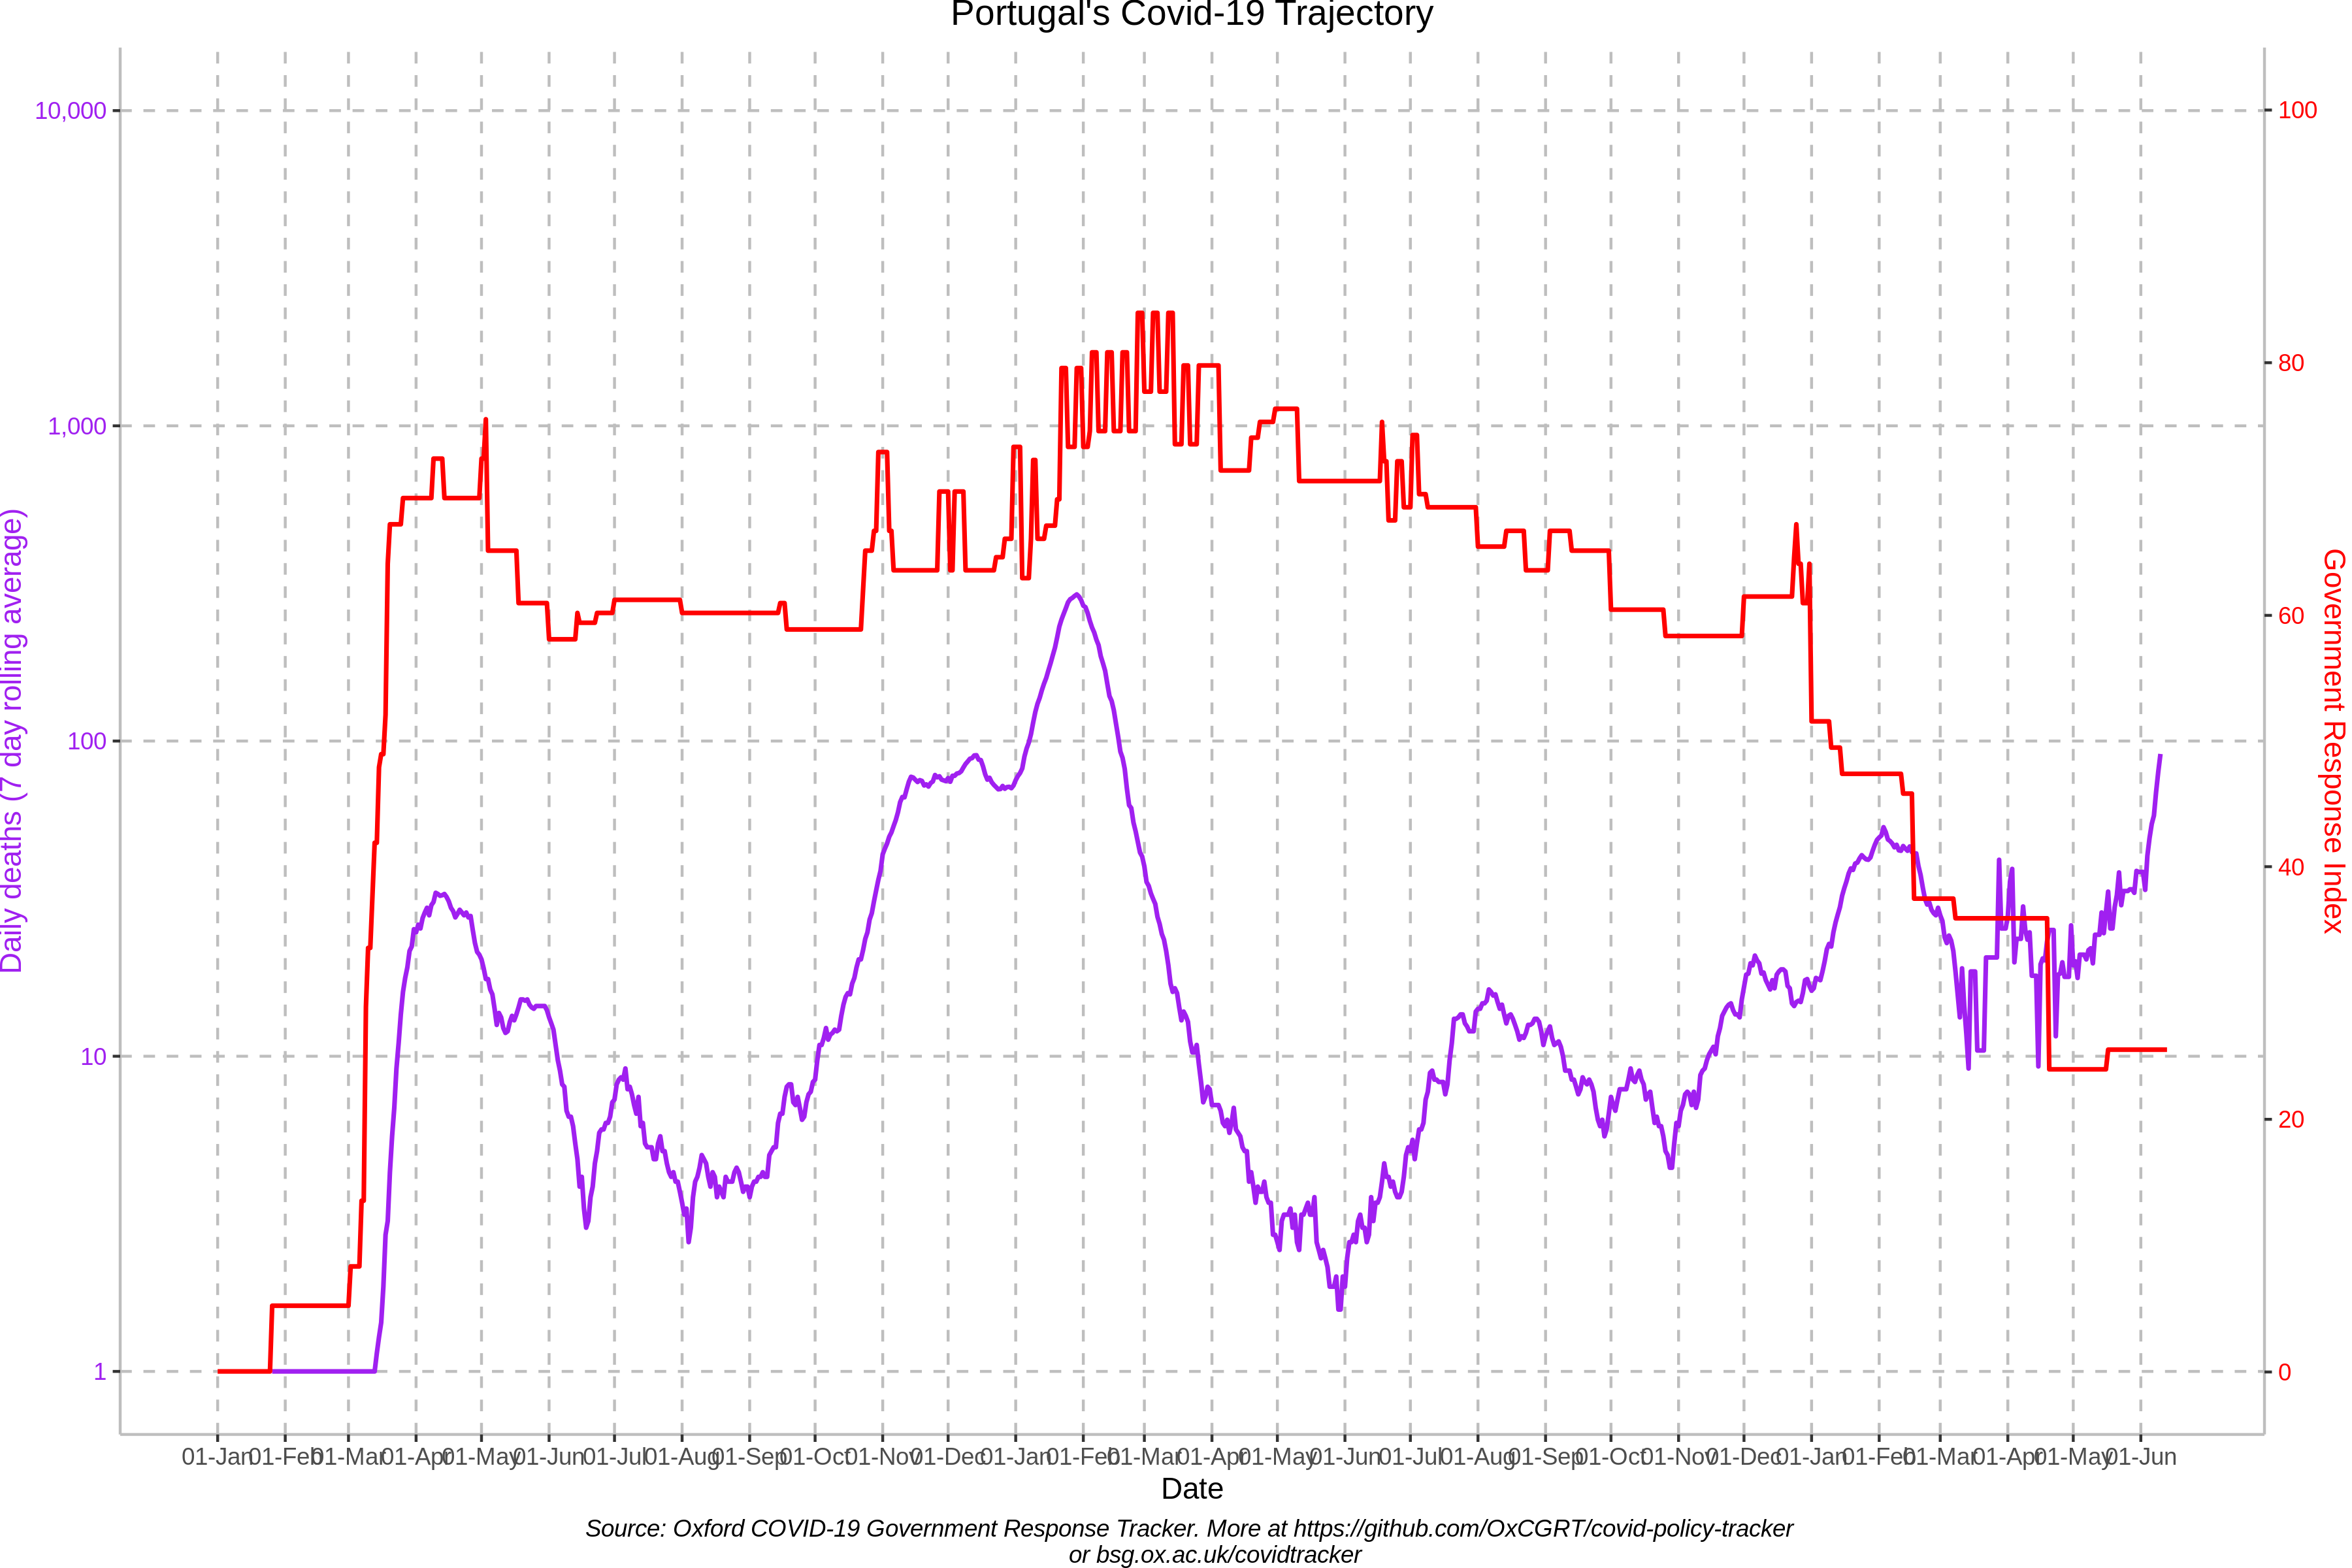 Portugal's Covid-19 Trajectory
10,000
1,000
100
10
1
Daily deaths (7 day rolling average)
100
80
60
40
20
0
Government Response Index
01-Jan 01-Feb 01-Mar 01-Apr 01-May 01-Jun 01-Jul 01-Aug 01-Sep 01-Oct 01-Nov 01-Dec 01-Jan 01-Feb 01-Mar 01-Apr 01-May 01-Jun 01-Jul 01-Aug 01-Sep 01-Oct 01-Nov 01-Dec 01-Jan 01-Feb 01-Mar 01-Apr 01-May 01-Jun
Date
Source: Oxford COVID-19 Government Response Tracker. More at https://github.com/OxCGRT/covid-policy-tracker
or bsg.ox.ac.uk/covidtracker